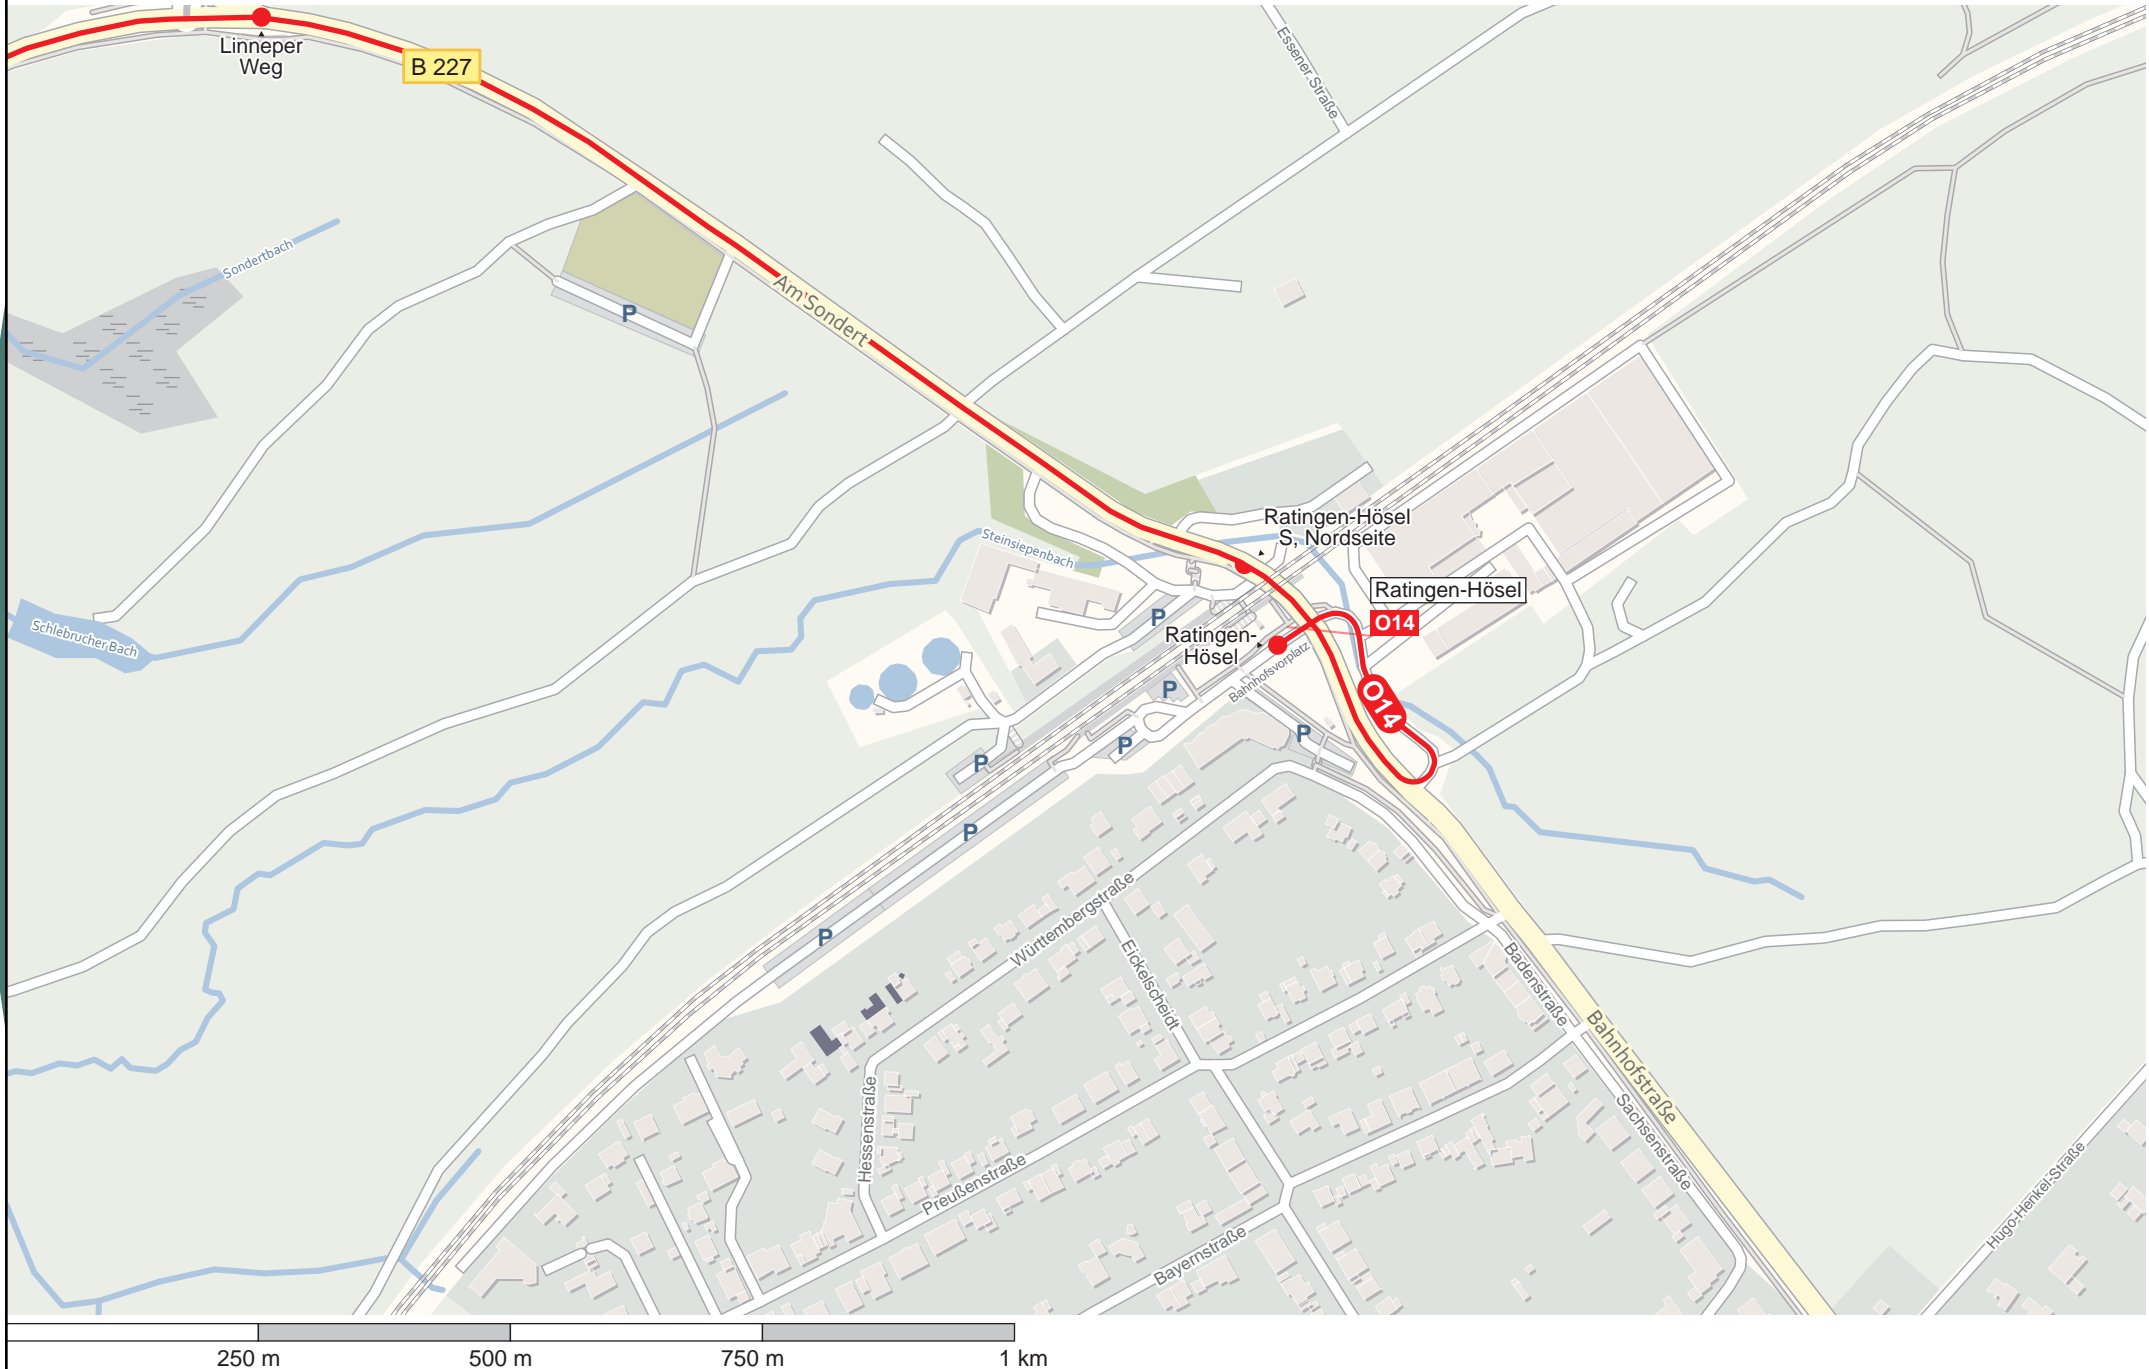 Linneper
Weg
B 227
Essener Straße
Sondertbach
P
Am Sondert
Ratingen-Hösel
S, Nordseite
Steinsiepenbach
Ratingen-Hösel
O14
P
Ratingen-
Hösel
Schlebrucher Bach
Bahnhofsvorplatz
P
O14
P
P
P
P
P
Württembergstraße
Eickelscheidt
Badenstraße
Bahnhofstraße
Hessenstraße
Sachsenstraße
Preußenstraße
Bayernstraße
Hugo-Henkel-Straße
250 m
500 m
750 m
1 km